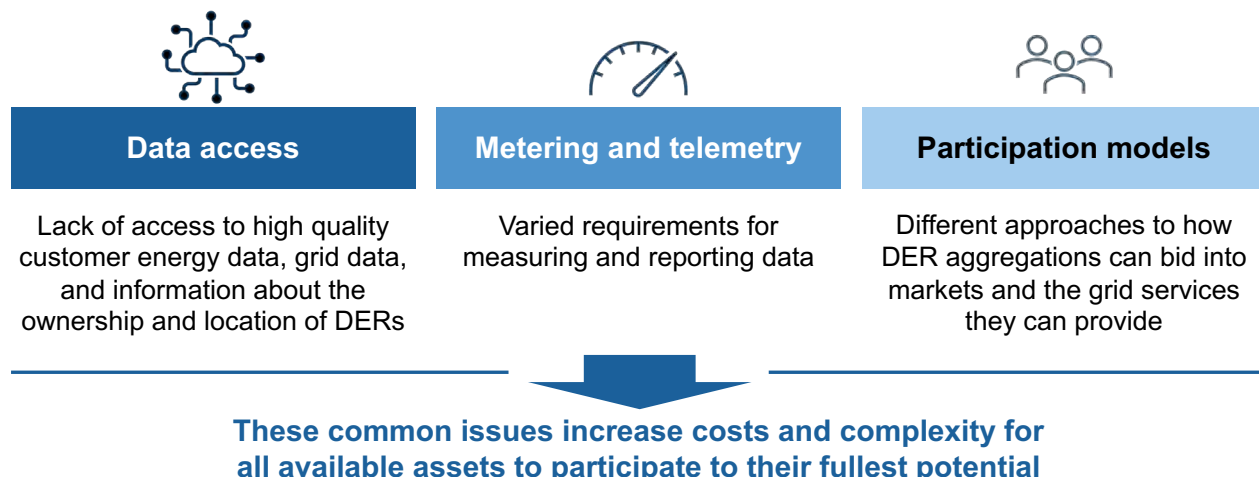 Data access
Lack of access to high quality
customer energy data, grid data,
and information about the
ownership and location of DERs
Metering and telemetry
Varied requirements for
measuring and reporting data
Participation models
Different approaches to how
DER aggregations can bid into
markets and the grid services
they can provide
These common issues increase costs and complexity for
all available assets to participate to their fullest potential